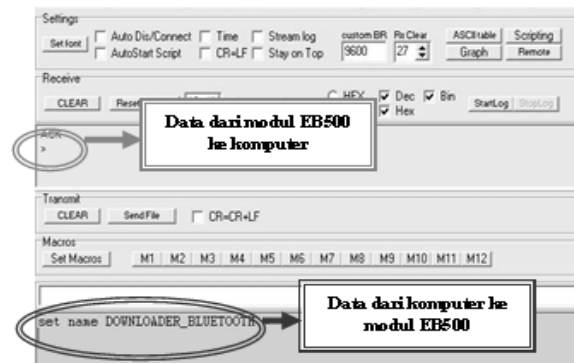 Settings
Set font
Auto Dis/Connect
Time
Stream log
custom BR
Rx Clear
ASCII table
Scripting
AutoStart Script
CR=LF
Stay on Top
9600
27
Graph
Remote
Receive
CLEAR
HEX
Dec
Bin
Hex
StartLog
StopLog
Data dari modul EB500
ke komputer
ACK
>
Transmit
CLEAR
Send File
CR=CR+LF
Macros
Set Macros
M1
M2
M3
M4
M5
M6
M7
M8
M9
M10
M11
M12
Data dari komputer ke
modul EB500
set name DOWNLOADER_BLUETOOTH